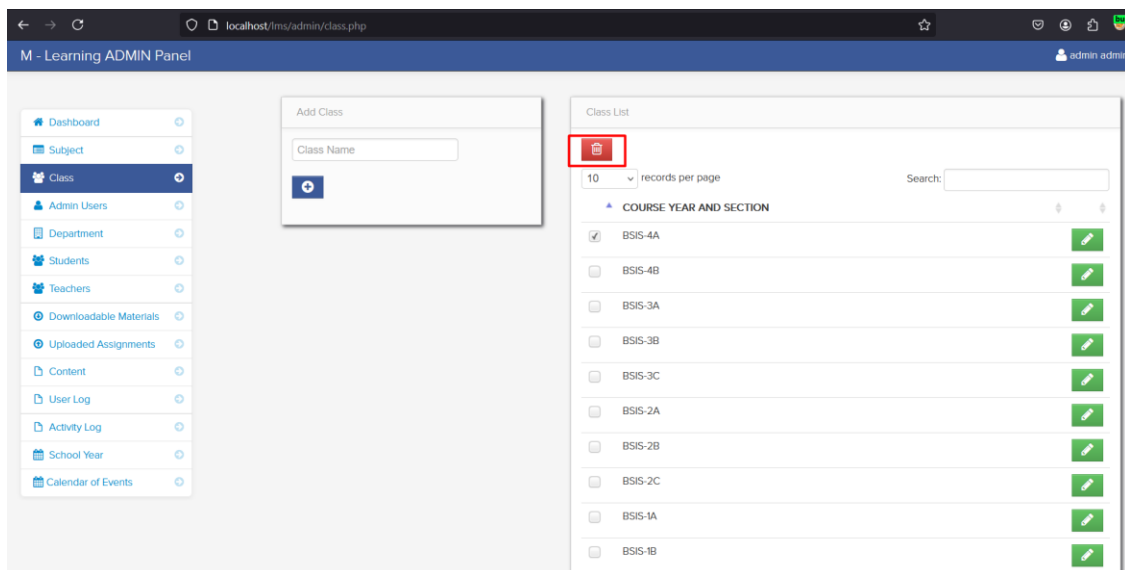 localhost/lms/admin/class.php
M - Learning ADMIN Panel
admin admin
Dashboard
Subject
Class
Admin Users
Department
Students
Teachers
Downloadable Materials
Uploaded Assignments
Content
User Log
Activity Log
School Year
Calendar of Events
Add Class
Class Name
Class List
10 records per page
Search:
COURSE YEAR AND SECTION
BSIS-4A
BSIS-4B
BSIS-3A
BSIS-3B
BSIS-3C
BSIS-2A
BSIS-2B
BSIS-2C
BSIS-1A
BSIS-1B